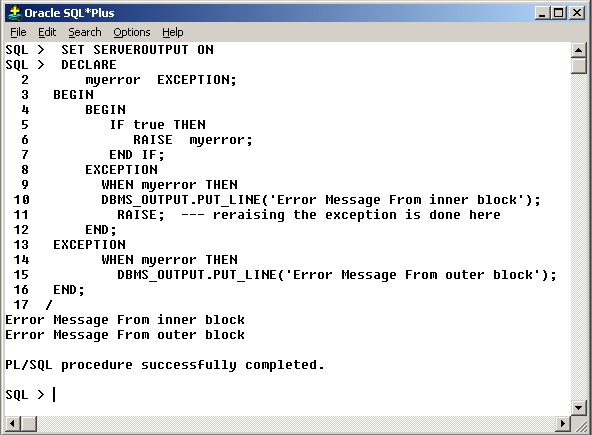 Oracle SQL*Plus
File Edit Search Options Help
SQL > SET SERVEROUTPUT ON
SQL > DECLARE
2 myerror EXCEPTION;
3 BEGIN
4 BEGIN
5 IF true THEN
6 RAISE myerror;
7 END IF;
8 EXCEPTION
9 WHEN myerror THEN
10 DBMS_OUTPUT.PUT_LINE('Error Message From inner block');
11 RAISE; --- reraising the exception is done here
12 END;
13 EXCEPTION
14 WHEN myerror THEN
15 DBMS_OUTPUT.PUT_LINE('Error Message From outer block');
16 END;
17 /
Error Message From inner block
Error Message From outer block
PL/SQL procedure successfully completed.
SQL >